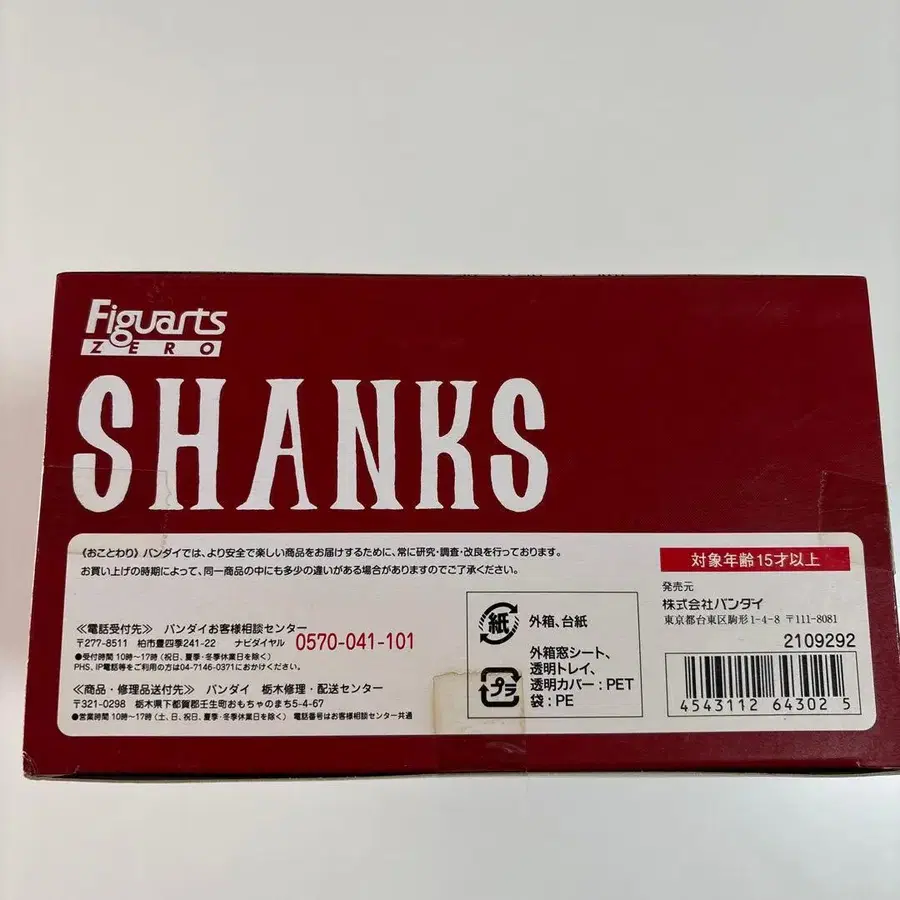 Figuarts
ZERO
SHANKS
《おことわり》バンダイでは、より安全で楽しい商品をお届けするために、常に研究・調査・改良を行っております。
お買い上げの時期によって、同一商品の中にも多少の違いがある場合がありますのでご了承ください。
≪電話受付先≫ バンダイお客様相談センター
〒277-8511 柏市豊四季241-22 ナビダイヤル 0570-041-101
●受付時間 10時〜17時(祝日、夏季・冬季休業日を除く)
PHS、IP電話等をご利用の方は04-7146-0371におかけください。
≪商品・修理品送付先≫ バンダイ 栃木修理・配送センター
〒321-0298 栃木県下都賀郡壬生町おもちゃのまち5-4-67
●営業時間 10時〜17時(土、日、祝日、夏季・冬季休業日を除く) 電話番号はお客様相談センター共通
紙
外箱、台紙
プラ
外箱窓シート、
透明トレイ、
透明カバー:PET
袋:PE
対象年齢15才以上
発売元
株式会社バンダイ
東京都台東区駒形1-4-8 〒111-8081
2109292
4543112 64302 5